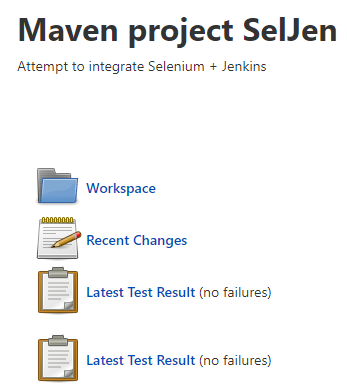 Maven project SelJen
Attempt to integrate Selenium + Jenkins
Workspace
Recent Changes
Latest Test Result (no failures)
Latest Test Result (no failures)